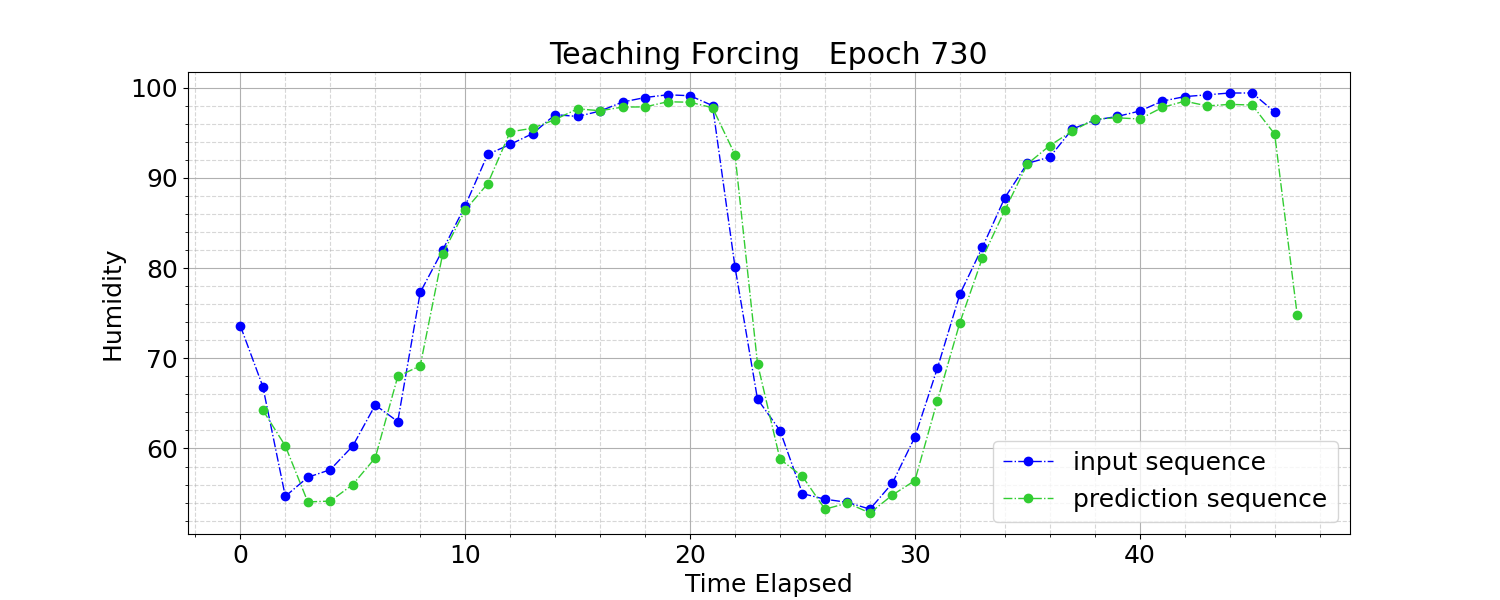 Teaching Forcing   Epoch 730
100
90
80
70
60
Humidity
0 10 20 30 40
Time Elapsed
input sequence
prediction sequence